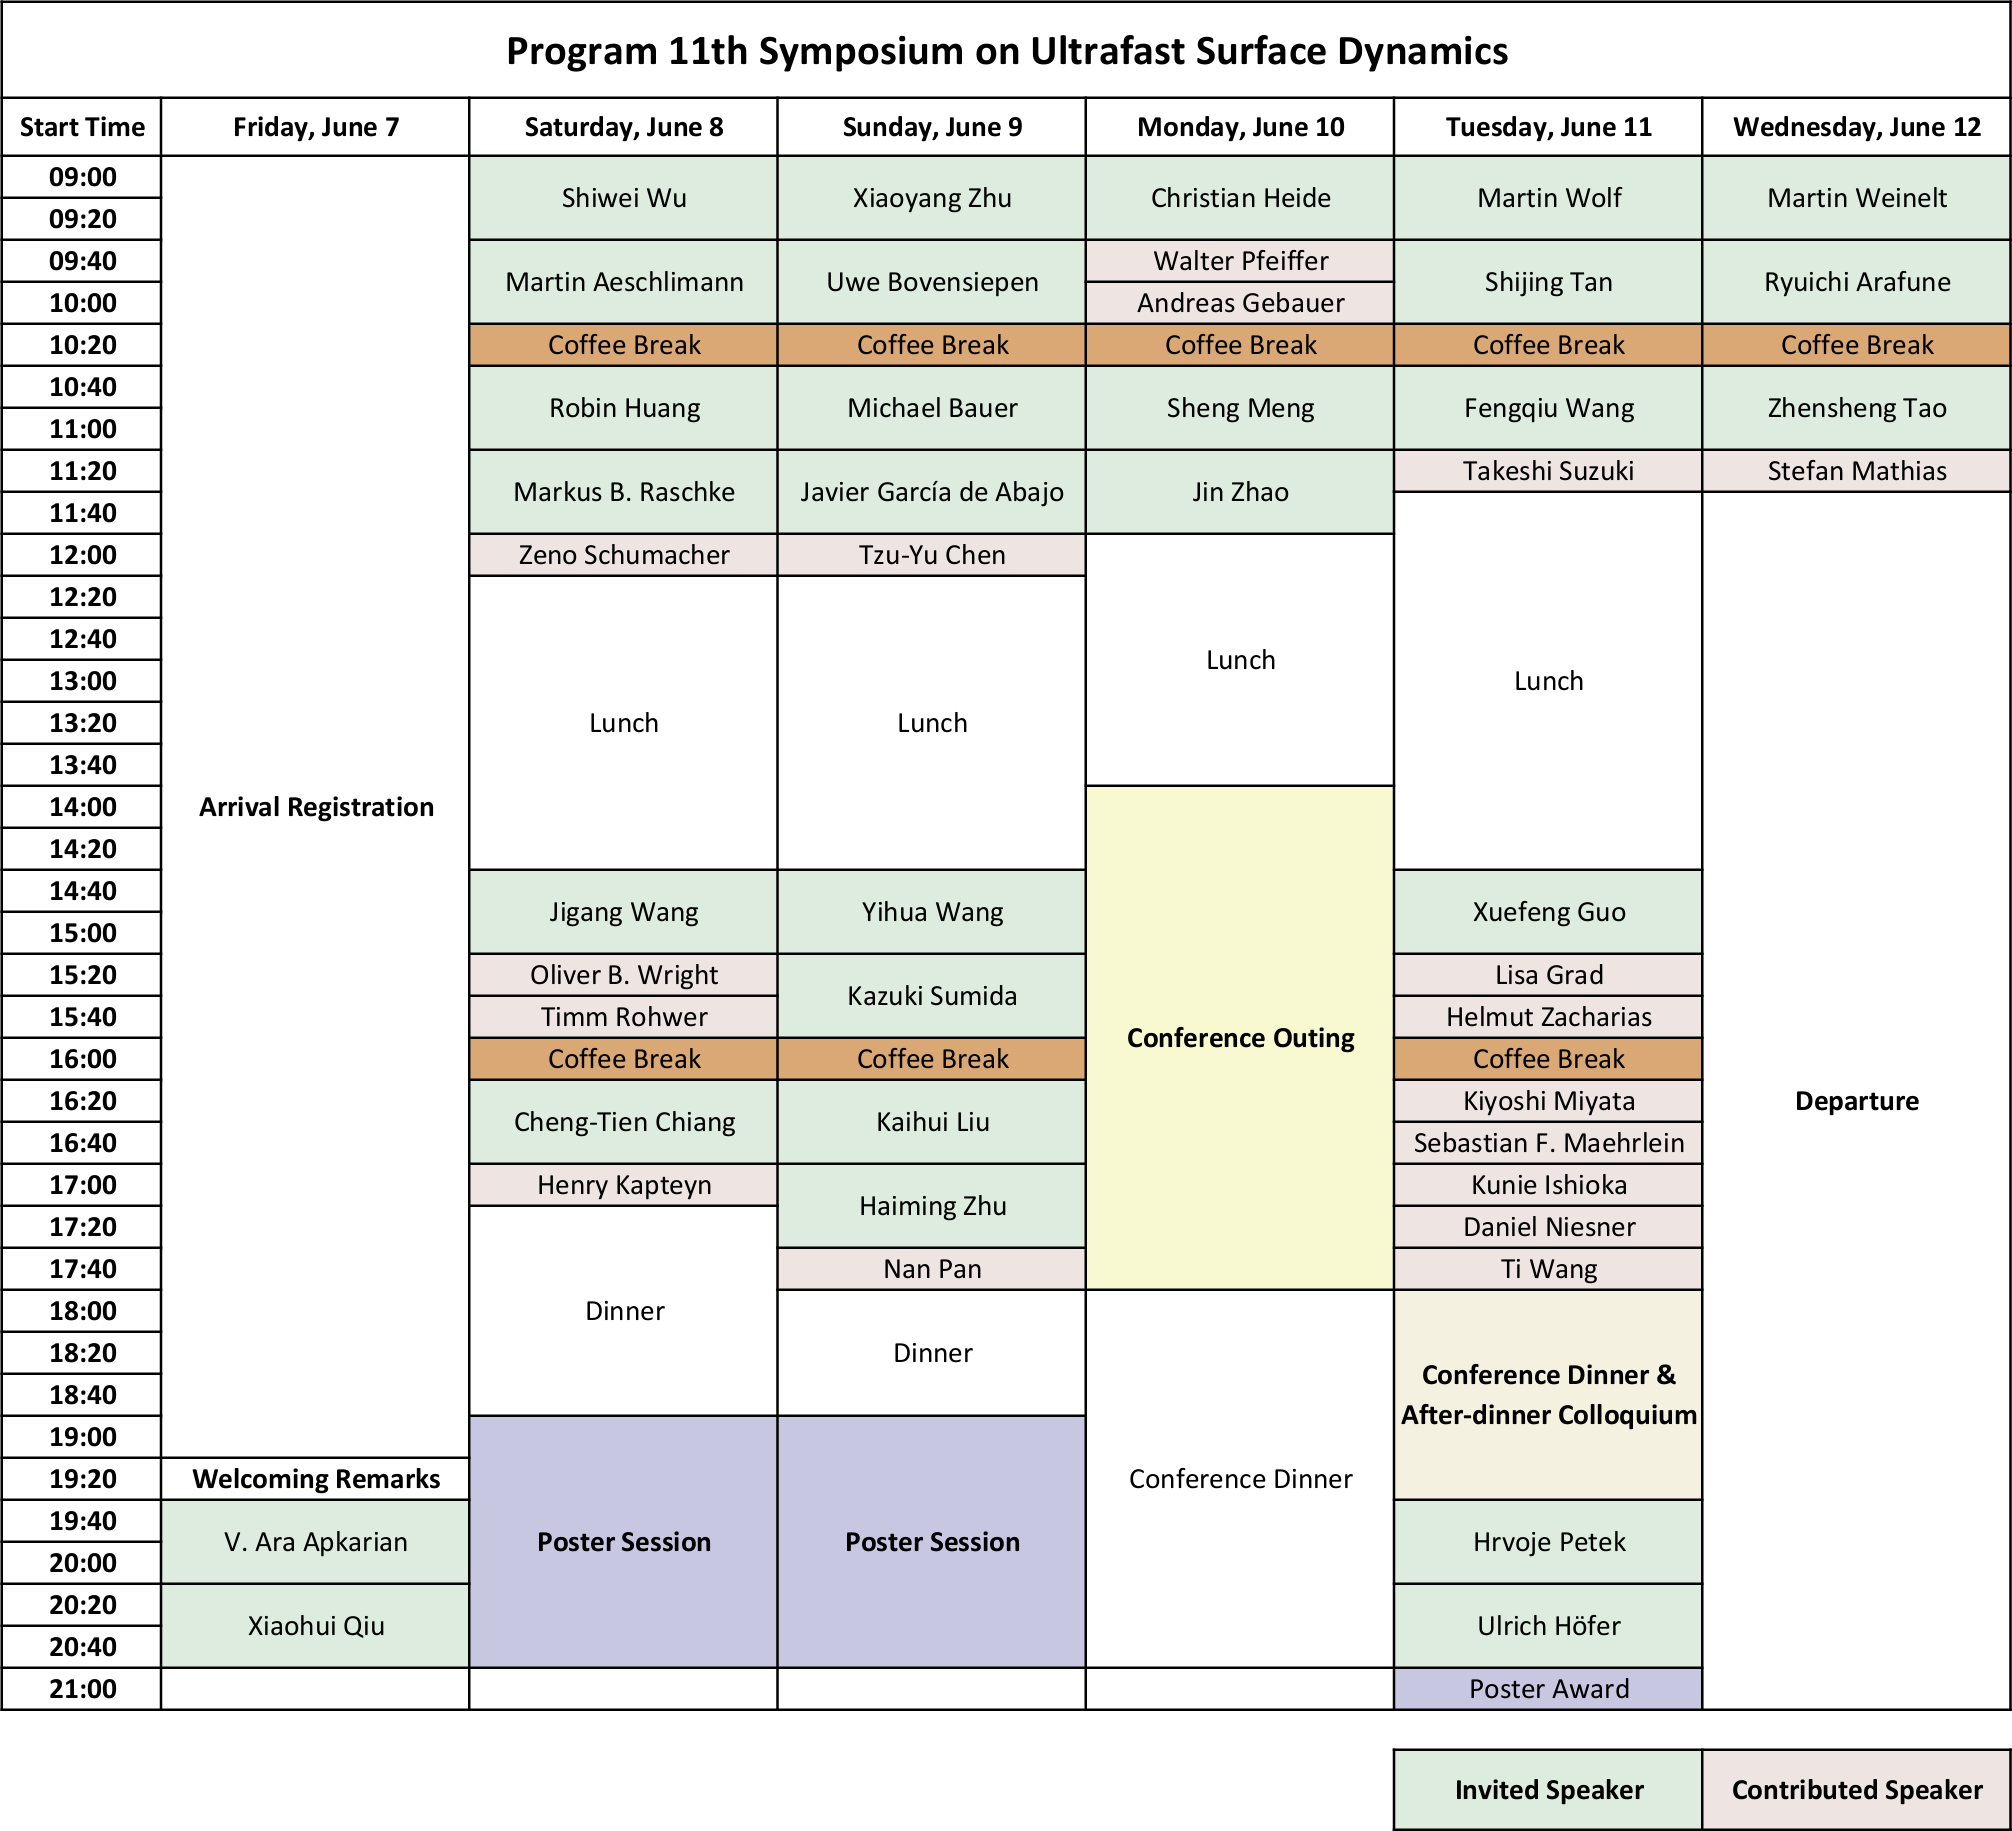 Program 11th Symposium on Ultrafast Surface Dynamics
Start Time Friday, June 7 Saturday, June 8 Sunday, June 9 Monday, June 10 Tuesday, June 11 Wednesday, June 12
09:00
Shiwei Wu Xiaoyang Zhu Christian Heide Martin Wolf Martin Weinelt
09:20
09:40 Walter Pfeiffer
Martin Aeschlimann Uwe Bovensiepen Shijing Tan Ryuichi Arafune
10:00 Andreas Gebauer
10:20 Coffee Break Coffee Break Coffee Break Coffee Break Coffee Break
10:40
Robin Huang Michael Bauer Sheng Meng Fengqiu Wang Zhensheng Tao
11:00
11:20 Takeshi Suzuki Stefan Mathias
Markus B. Raschke Javier García de Abajo Jin Zhao
11:40
12:00 Zeno Schumacher Tzu-Yu Chen
12:20
12:40
Lunch
13:00 Lunch
13:20 Lunch Lunch
13:40
14:00 Arrival Registration
14:20
14:40
Jigang Wang Yihua Wang Xuefeng Guo
15:00
15:20 Oliver B. Wright Lisa Grad
Kazuki Sumida
15:40 Timm Rohwer Helmut Zacharias
Conference Outing
16:00 Coffee Break Coffee Break Coffee Break
16:20 Kiyoshi Miyata Departure
Cheng-Tien Chiang Kaihui Liu
16:40 Sebastian F. Maehrlein
17:00 Henry Kapteyn Kunie Ishioka
Haiming Zhu
17:20 Daniel Niesner
17:40 Nan Pan Ti Wang
18:00 Dinner
18:20 Dinner
18:40 Conference Dinner &
After-dinner Colloquium
19:00
19:20 Welcoming Remarks Conference Dinner
19:40
V. Ara Apkarian Poster Session Poster Session Hrvoje Petek
20:00
20:20
Xiaohui Qiu Ulrich Höfer
20:40
21:00 Poster Award
Invited Speaker Contributed Speaker